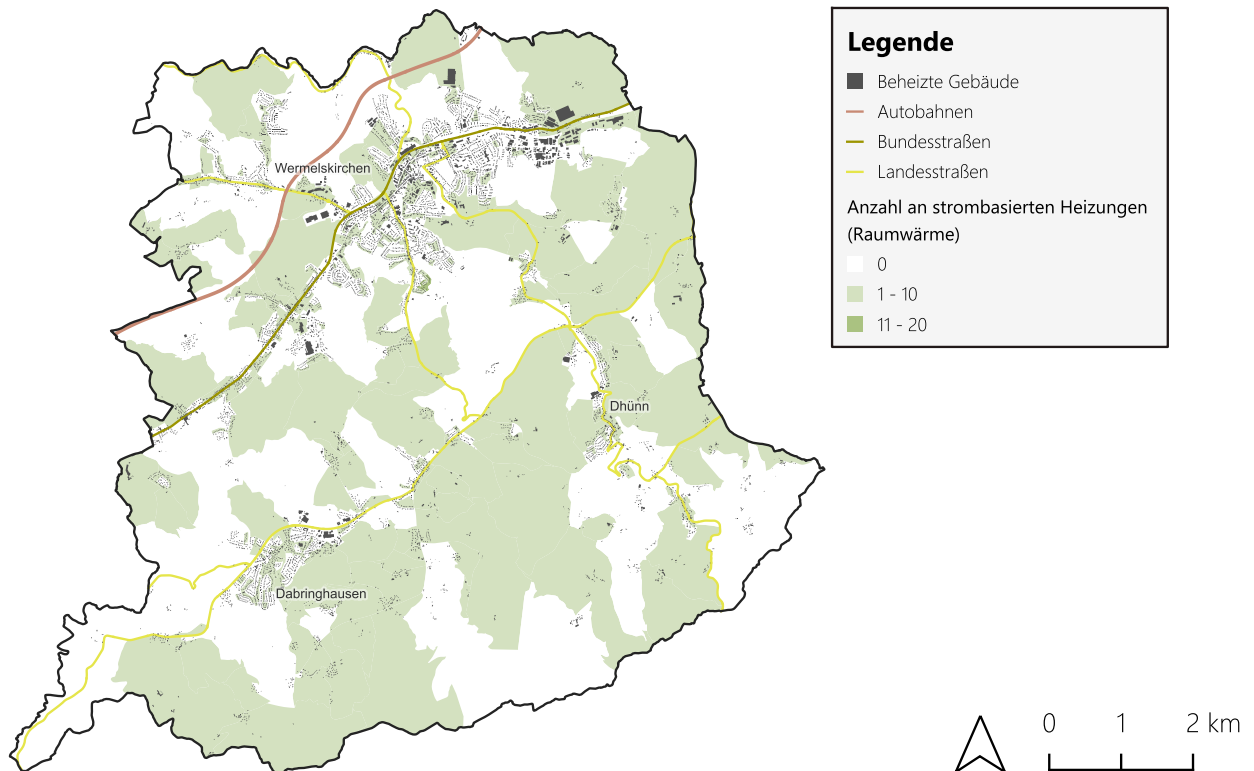 Legende
Beheizte Gebäude
Autobahnen
Bundesstraßen
Landesstraßen
Anzahl an strombasierten Heizungen
(Raumwärme)
0
1 - 10
11 - 20
Wermelskirchen
Dhünn
Dabringhausen
0 1 2 km